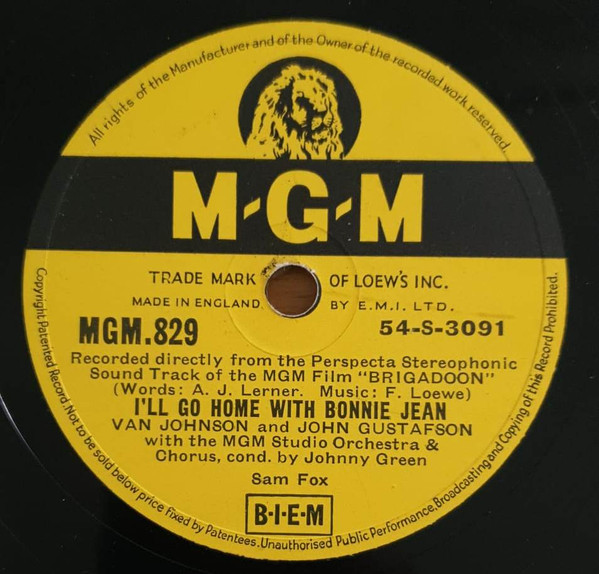 All rights of the Manufacturer and of the Owner of the recorded work reserved.
M-G-M
TRADE MARK OF LOEW'S INC.
MADE IN ENGLAND BY E.M.I. LTD.
MGM.829 54-S-3091
Recorded directly from the Perspecta Stereophonic
Sound Track of the MGM Film "BRIGADOON"
(Words: A. J. Lerner. Music: F. Loewe)
I'LL GO HOME WITH BONNIE JEAN
VAN JOHNSON and JOHN GUSTAFSON
with the MGM Studio Orchestra &
Chorus, cond. by Johnny Green
Sam Fox
B·I·E·M
Copyright Patented Record. Not to be sold below price fixed by Patentees. Unauthorised Public Performance, Broadcasting and Copying of this Record Prohibited.